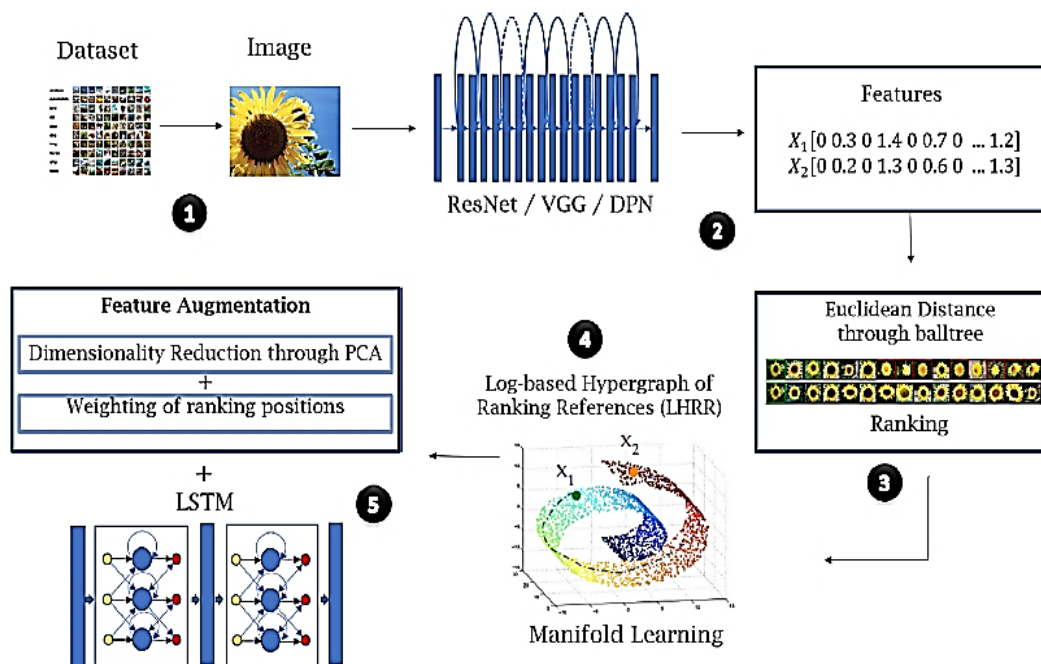 Dataset
Image
1
ResNet / VGG / DPN
2
Features
X₁[0 0.3 0 1.4 0 0.7 0 ... 1.2]
X₂[0 0.2 0 1.3 0 0.6 0 ... 1.3]
Euclidean Distance
through balltree
Ranking
3
4
Log-based Hypergraph of
Ranking References (LHRR)
X₁
X₂
Manifold Learning
Feature Augmentation
Dimensionality Reduction through PCA
+
Weighting of ranking positions
+
LSTM
5